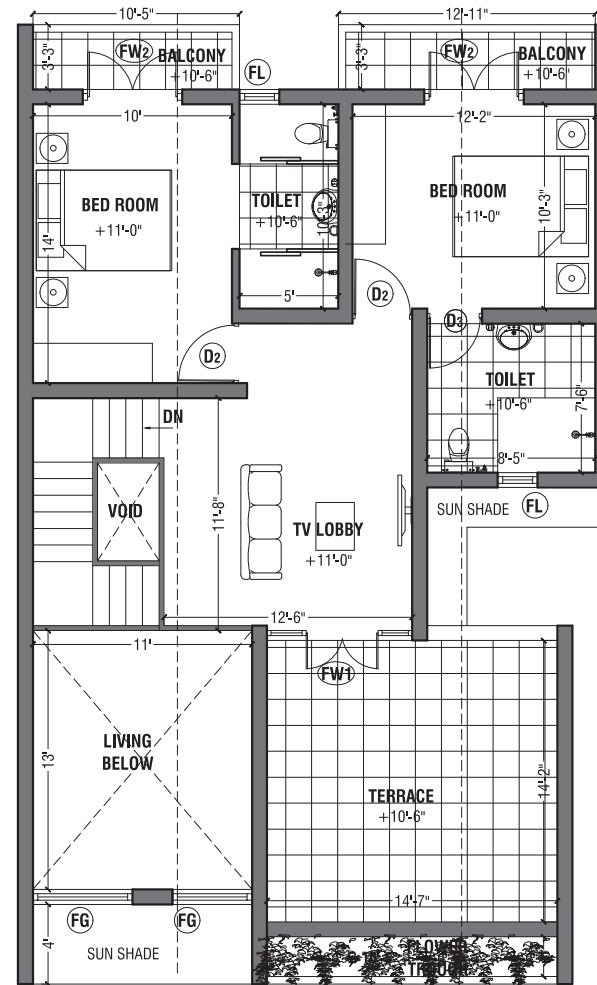 10'-5"
12'-11"
3'-3"
FW2
BALCONY
+10'-6"
FL
3'-3"
FW2
BALCONY
+10'-6"
10'
12'-2"
BED ROOM
+11'-0"
14'
TOILET
+10'-6"
10'-3"
5'
BED ROOM
+11'-0"
10'-3"
D2
D2
D3
TOILET
+10'-6"
7'-6"
8'-5"
DN
VOID
11'-8"
TV LOBBY
+11'-0"
SUN SHADE
FL
12'-6"
11'
FW1
LIVING
BELOW
13'
TERRACE
+10'-6"
14'-2"
14'-7"
FG
FG
4'
SUN SHADE
FLOWER
TROUGH